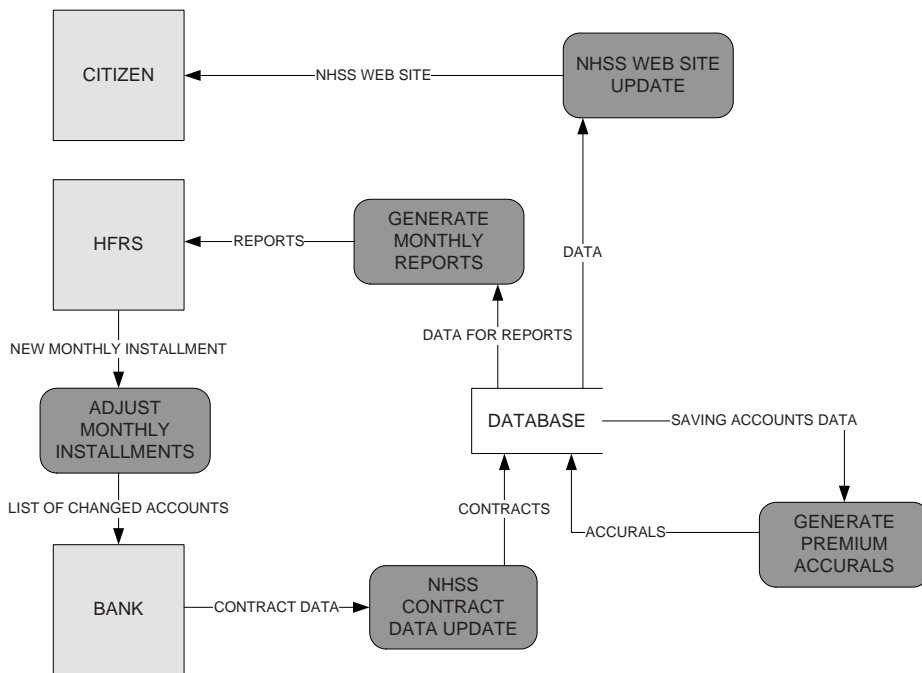 CITIZEN
NHSS WEB SITE
NHSS WEB SITE
UPDATE
HFRS
REPORTS
GENERATE
MONTHLY
REPORTS
DATA
NEW MONTHLY INSTALLMENT
DATA FOR REPORTS
ADJUST
MONTHLY
INSTALLMENTS
DATABASE
SAVING ACCOUNTS DATA
LIST OF CHANGED ACCOUNTS
CONTRACTS
ACCURALS
GENERATE
PREMIUM
ACCURALS
BANK
CONTRACT DATA
NHSS
CONTRACT
DATA UPDATE